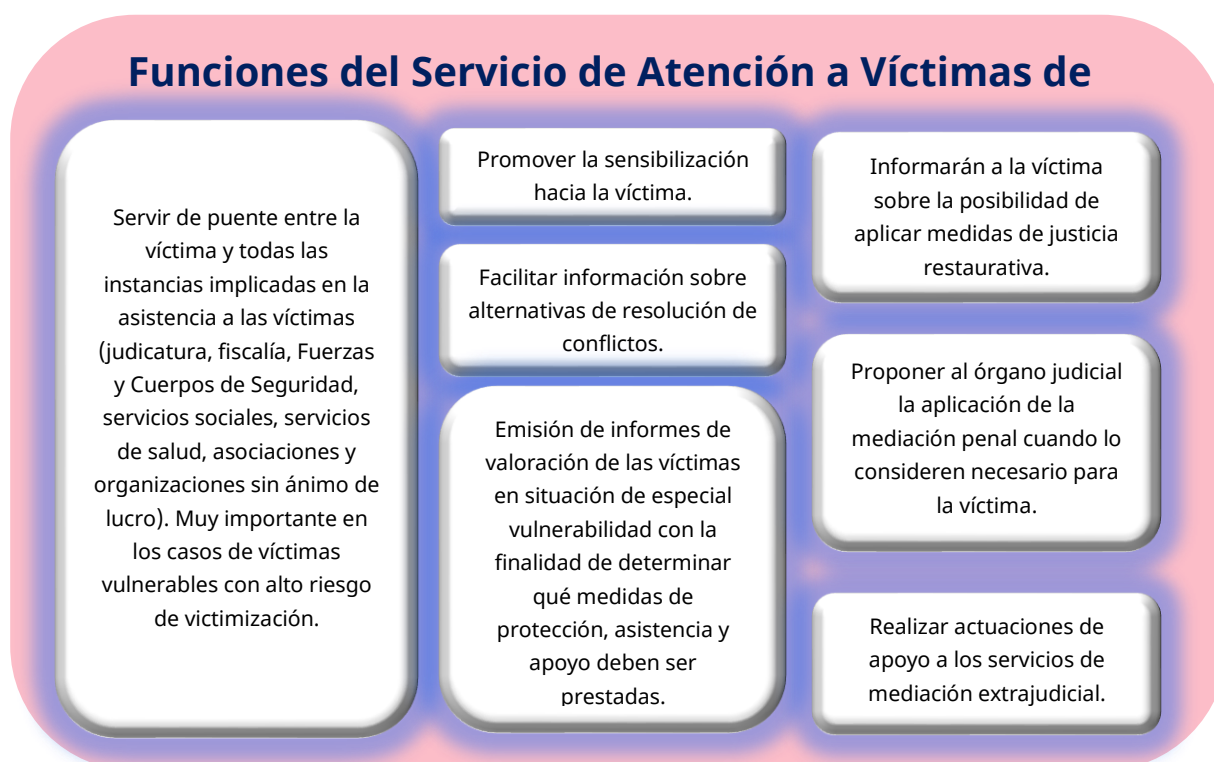 Funciones del Servicio de Atención a Víctimas de
Servir de puente entre la
víctima y todas las
instancias implicadas en la
asistencia a las víctimas
(judicatura, fiscalía, Fuerzas
y Cuerpos de Seguridad,
servicios sociales, servicios
de salud, asociaciones y
organizaciones sin ánimo de
lucro). Muy importante en
los casos de víctimas
vulnerables con alto riesgo
de victimización.
Promover la sensibilización
hacia la víctima.
Facilitar información sobre
alternativas de resolución de
conflictos.
Emisión de informes de
valoración de las víctimas
en situación de especial
vulnerabilidad con la
finalidad de determinar
qué medidas de
protección, asistencia y
apoyo deben ser
prestadas.
Informarán a la víctima
sobre la posibilidad de
aplicar medidas de justicia
restaurativa.
Proponer al órgano judicial
la aplicación de la
mediación penal cuando lo
consideren necesario para
la víctima.
Realizar actuaciones de
apoyo a los servicios de
mediación extrajudicial.